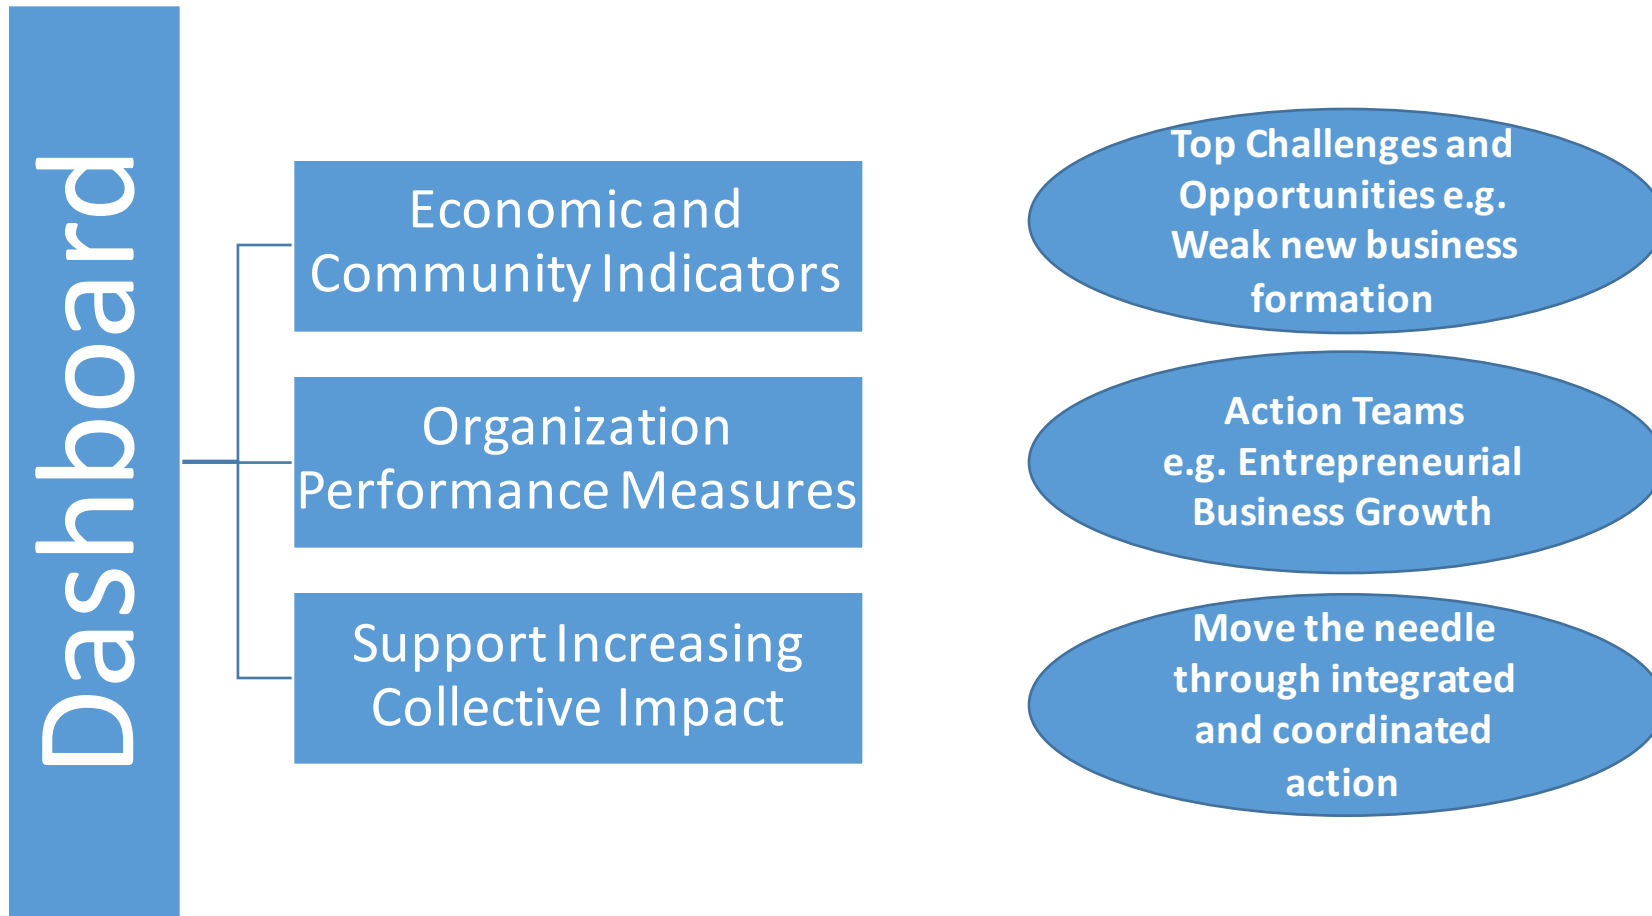 Dashboard
Economic and
Community Indicators
Organization
Performance Measures
Support Increasing
Collective Impact
Top Challenges and
Opportunities e.g.
Weak new business
formation
Action Teams
e.g. Entrepreneurial
Business Growth
Move the needle
through integrated
and coordinated
action